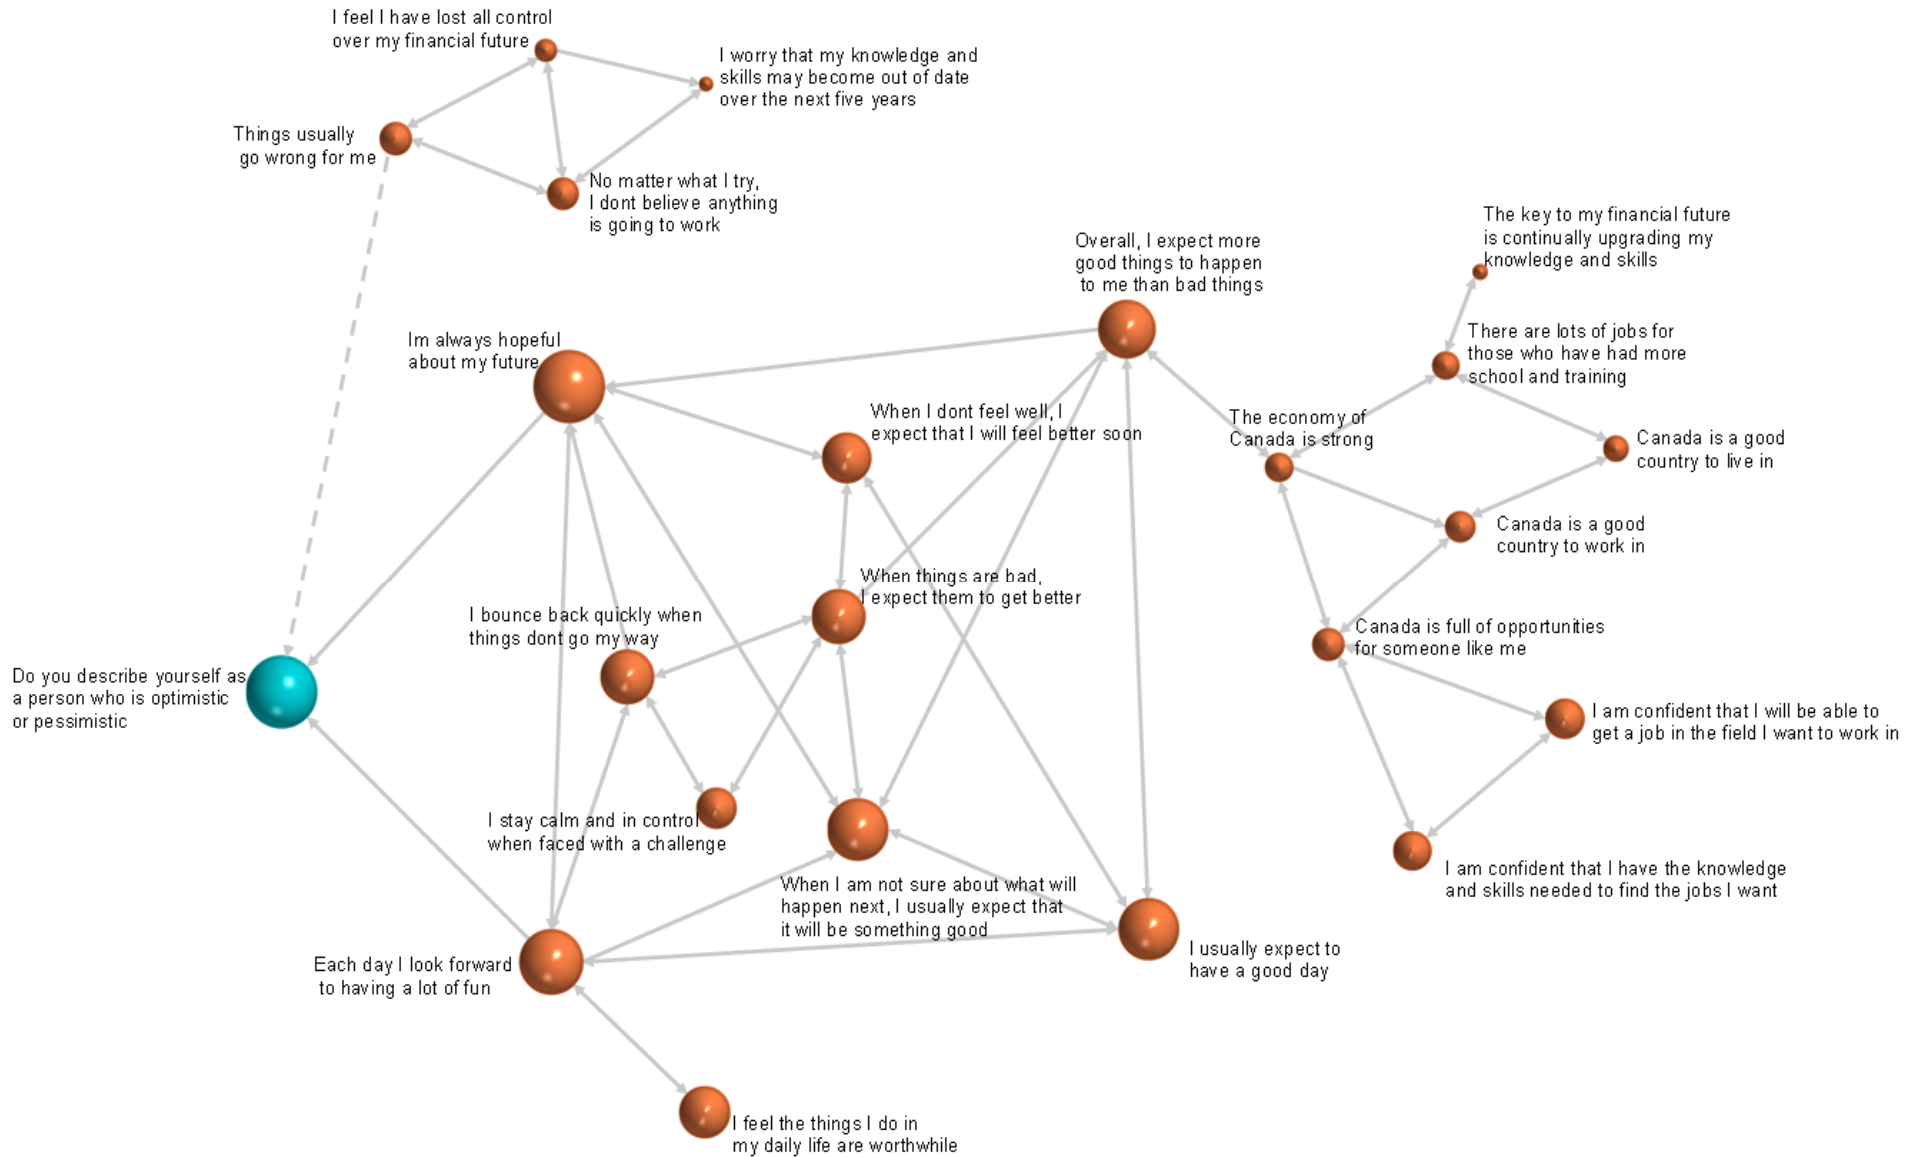 I feel I have lost all control
over my financial future
I worry that my knowledge and
skills may become out of date
over the next five years
Things usually
go wrong for me
No matter what I try,
I dont believe anything
is going to work
The key to my financial future
is continually upgrading my
knowledge and skills
Overall, I expect more
good things to happen
to me than bad things
There are lots of jobs for
those who have had more
school and training
Im always hopeful
about my future
When I dont feel well, I
expect that I will feel better soon
The economy of
Canada is strong
Canada is a good
country to live in
Canada is a good
country to work in
When things are bad,
I expect them to get better
I bounce back quickly when
things dont go my way
Canada is full of opportunities
for someone like me
Do you describe yourself as
a person who is optimistic
or pessimistic
I am confident that I will be able to
get a job in the field I want to work in
I stay calm and in control
when faced with a challenge
I am confident that I have the knowledge
and skills needed to find the jobs I want
When I am not sure about what will
happen next, I usually expect that
it will be something good
I usually expect to
have a good day
Each day I look forward
to having a lot of fun
I feel the things I do in
my daily life are worthwhile